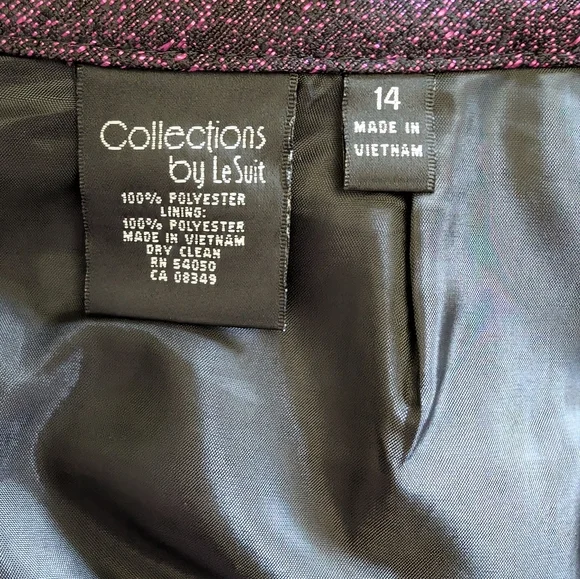 Collections
by Le Suit
100% POLYESTER
LINING:
100% POLYESTER
MADE IN VIETNAM
DRY CLEAN
RN 54050
CA 08349
14
MADE IN
VIETNAM